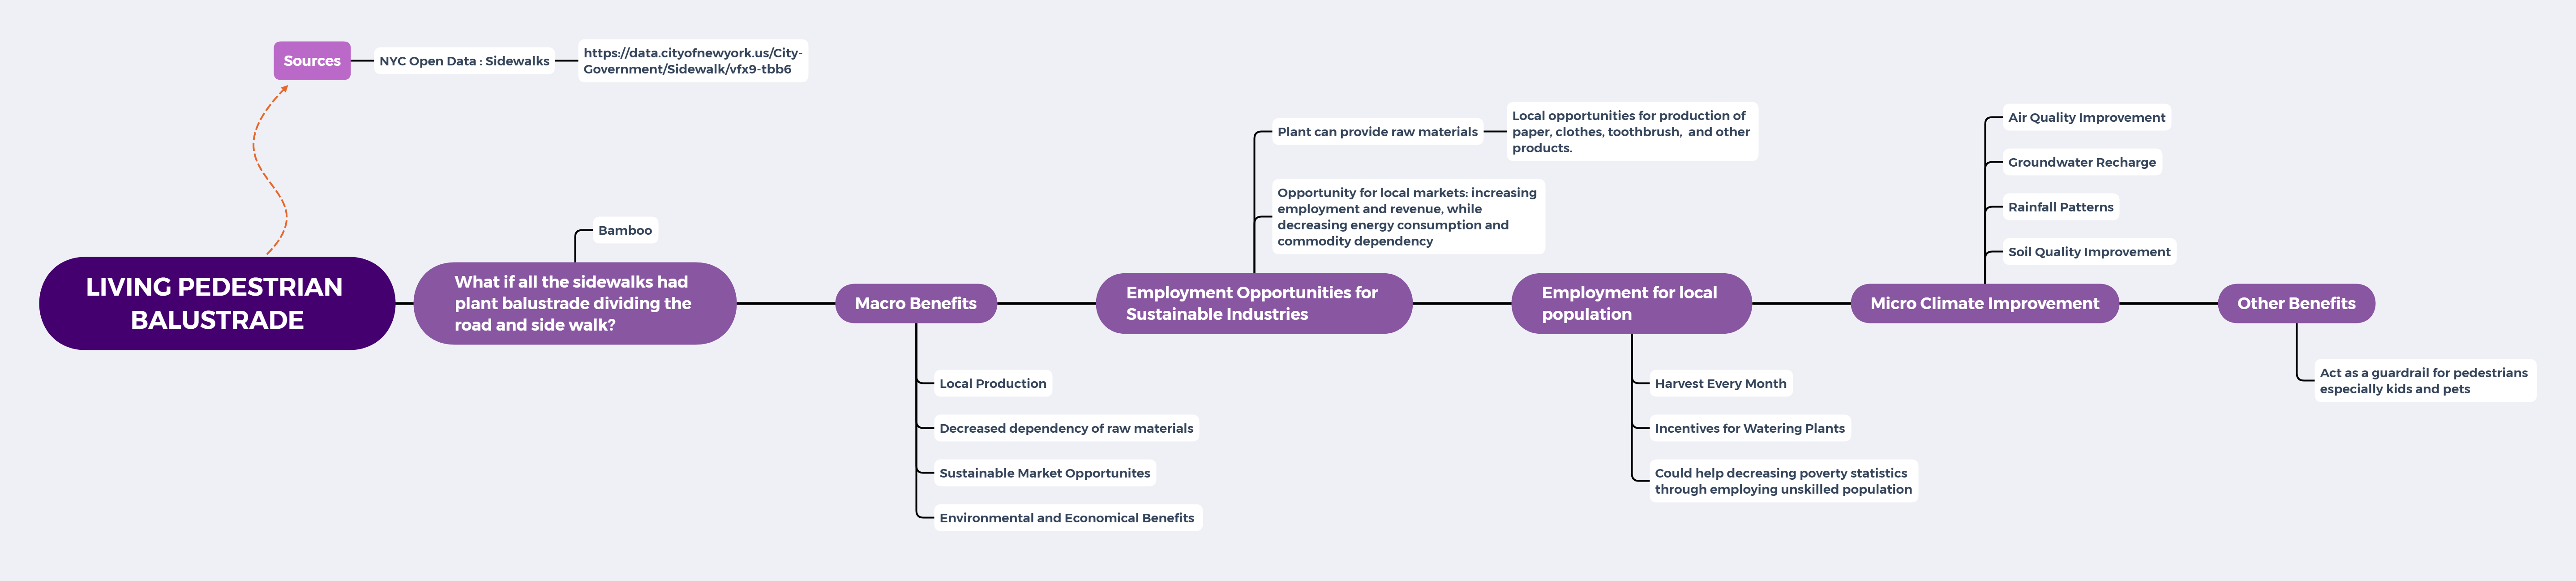 Sources
NYC Open Data : Sidewalks
https://data.cityofnewyork.us/City-
Government/Sidewalk/vfx9-tbb6
LIVING PEDESTRIAN
BALUSTRADE
What if all the sidewalks had
plant balustrade dividing the
road and side walk?
Bamboo
Macro Benefits
Local Production
Decreased dependency of raw materials
Sustainable Market Opportunites
Environmental and Economical Benefits
Employment Opportunities for
Sustainable Industries
Plant can provide raw materials
Local opportunities for production of
paper, clothes, toothbrush,  and other
products.
Opportunity for local markets: increasing
employment and revenue, while
decreasing energy consumption and
commodity dependency
Employment for local
population
Harvest Every Month
Incentives for Watering Plants
Could help decreasing poverty statistics
through employing unskilled population
Micro Climate Improvement
Air Quality Improvement
Groundwater Recharge
Rainfall Patterns
Soil Quality Improvement
Other Benefits
Act as a guardrail for pedestrians
especially kids and pets